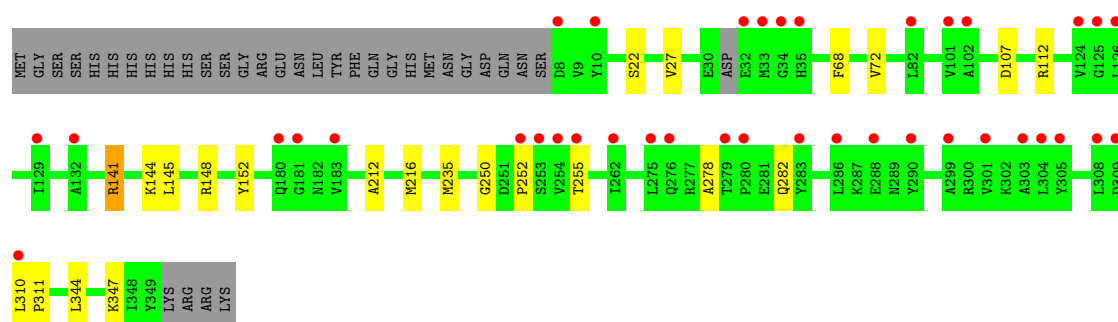 MET GLY SER SER HIS HIS HIS HIS HIS HIS SER SER GLY ARG GLU ASN LEU TYR PHE GLN GLY HIS MET ASN GLY ASP GLN ASN SER D8 V9 Y10 S22 V27 E30 ASP E32 M33 G34 H35 F68 V72 L82 V101 A102 D107 R112 V124 G125 L126
I129 A132 R141 K144 L145 R148 Y152 Q180 G181 N182 V183 A212 M216 M235 G250 D251 P252 S253 V254 T255 I262 L275 Q276 R277 A278 T279 P280 E281 Q282 Y283 L286 K287 E288 N289 Y290 A299 R300 V301 K302 A303 L304 Y305 L308 D309
L310 P311 L344 K347 I348 Y349 LYS ARG ARG LYS